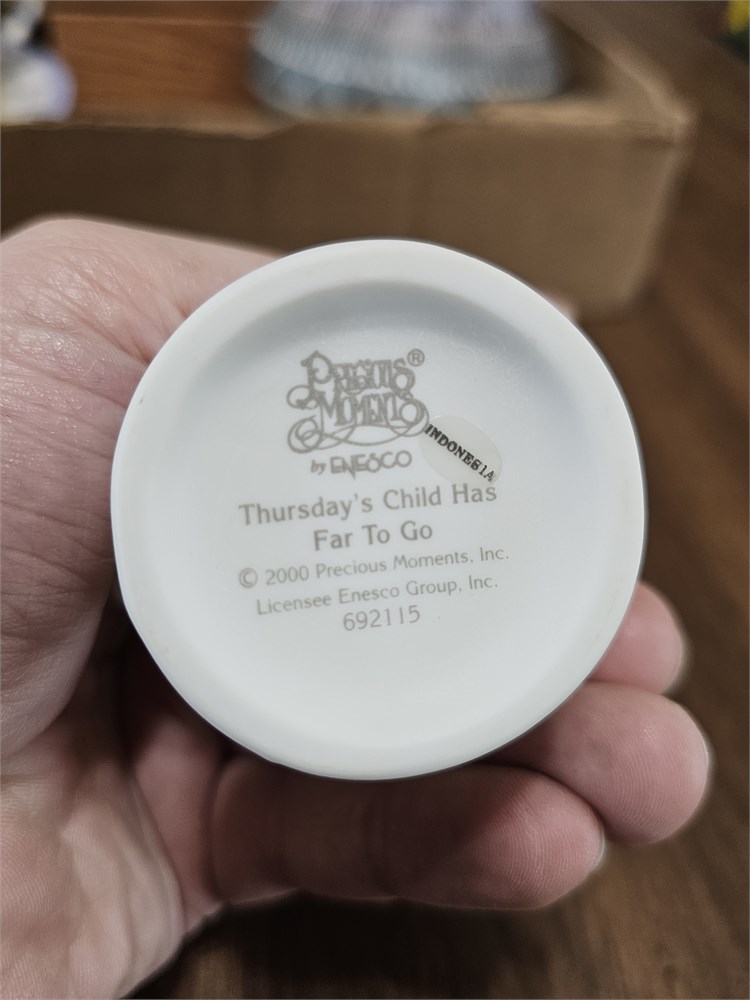 PRECIOUS ®
MOMENTS
by ENESCO
INDONESIA
Thursday's Child Has
Far To Go
© 2000 Precious Moments, Inc.
Licensee Enesco Group, Inc.
692115